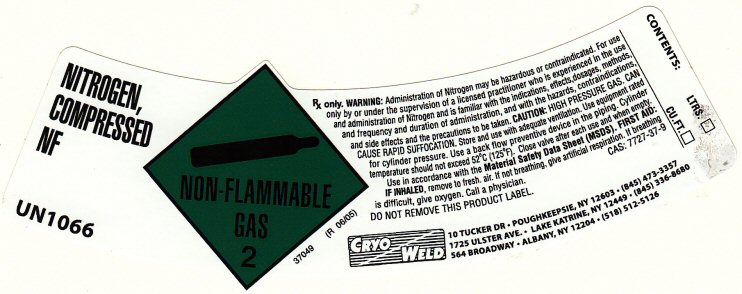 NITROGEN,
COMPRESSED
NF
UN1066
NON-FLAMMABLE
GAS
2
37049 (R 06/05)
Rx only. WARNING: Administration of Nitrogen may be hazardous or contraindicated. For use
only by or under the supervision of a licensed practitioner who is experienced in the use
and administration of Nitrogen and is familiar with the indications, effects, dosages, methods,
and frequency and duration of administration, and with the hazards, contraindications,
and side effects and the precautions to be taken. CAUTION: HIGH PRESSURE GAS. CAN
CAUSE RAPID SUFFOCATION. Store and use with adequate ventilation. Use equipment rated
for cylinder pressure. Use a back flow preventive device in the piping. Cylinder
temperature should not exceed 52°C (125°F). Close valve after each use and when empty.
Use in accordance with the Material Safety Data Sheet (MSDS). FIRST AID:
IF INHALED, remove to fresh. air. If not breathing, give artificial respiration. If breathing
is difficult, give oxygen. Call a physician.
CAS: 7727-37-9
DO NOT REMOVE THIS PRODUCT LABEL.
CRYO
WELD
10 TUCKER DR • POUGHKEEPSIE, NY 12603 • (845) 473-3357
1725 ULSTER AVE. • LAKE KATRINE, NY 12449 • (845) 336-8680
564 BROADWAY • ALBANY, NY 12204 • (518) 512-5126
CONTENTS:
LTRS:
CU.FT.